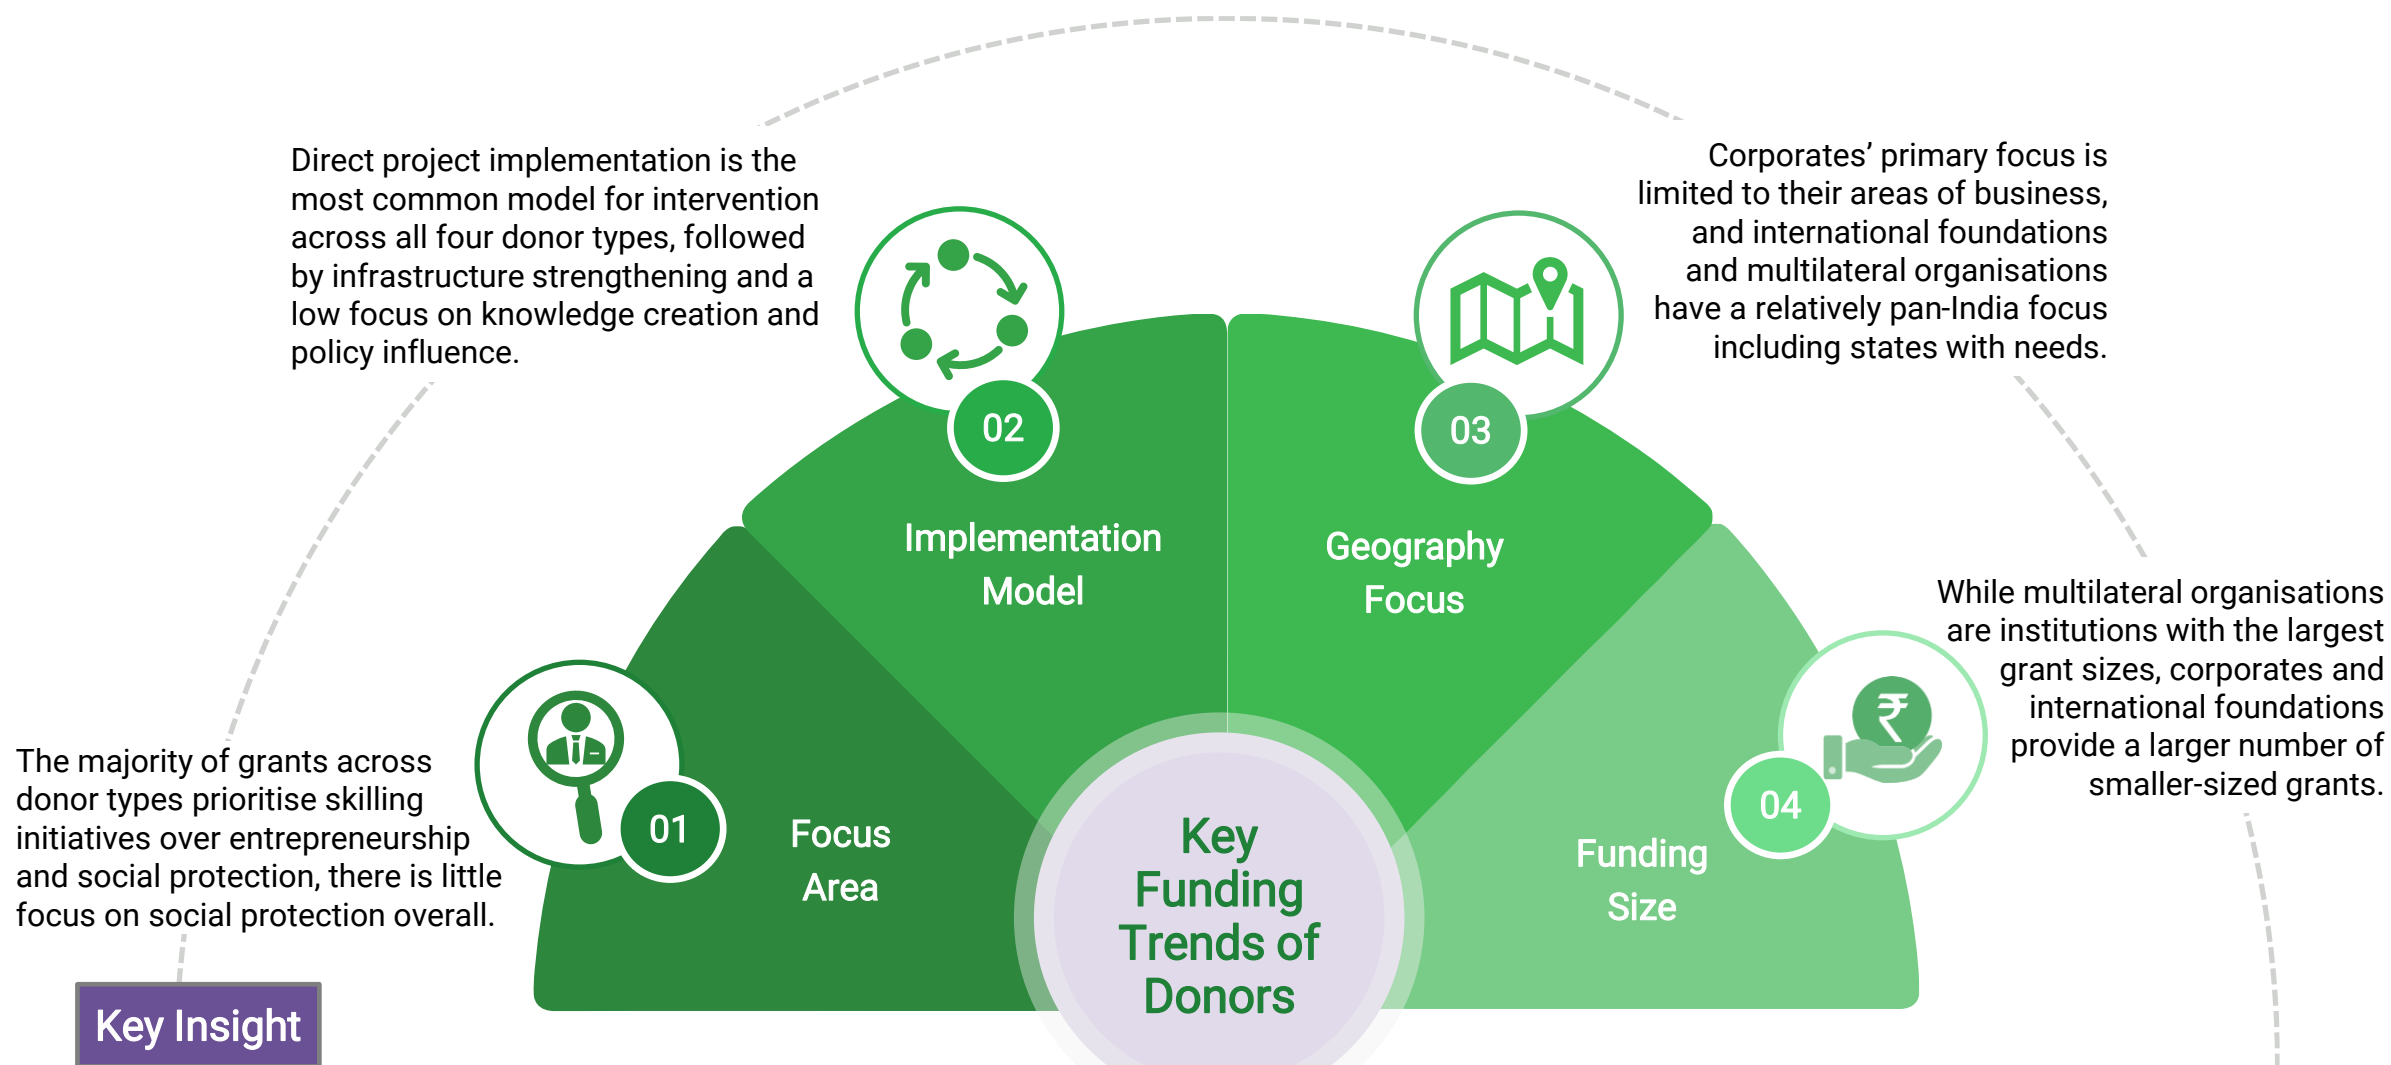 Direct project implementation is the
most common model for intervention
across all four donor types, followed
by infrastructure strengthening and a
low focus on knowledge creation and
policy influence.
Corporates’ primary focus is
limited to their areas of business,
and international foundations
and multilateral organisations
have a relatively pan-India focus
including states with needs.
02
03
Implementation
Model
Geography
Focus
While multilateral organisations
are institutions with the largest
grant sizes, corporates and
international foundations
provide a larger number of
smaller-sized grants.
The majority of grants across
donor types prioritise skilling
initiatives over entrepreneurship
and social protection, there is little
focus on social protection overall.
01
Focus
Area
₹
04
Funding
Size
Key
Funding
Trends of
Donors
Key Insight